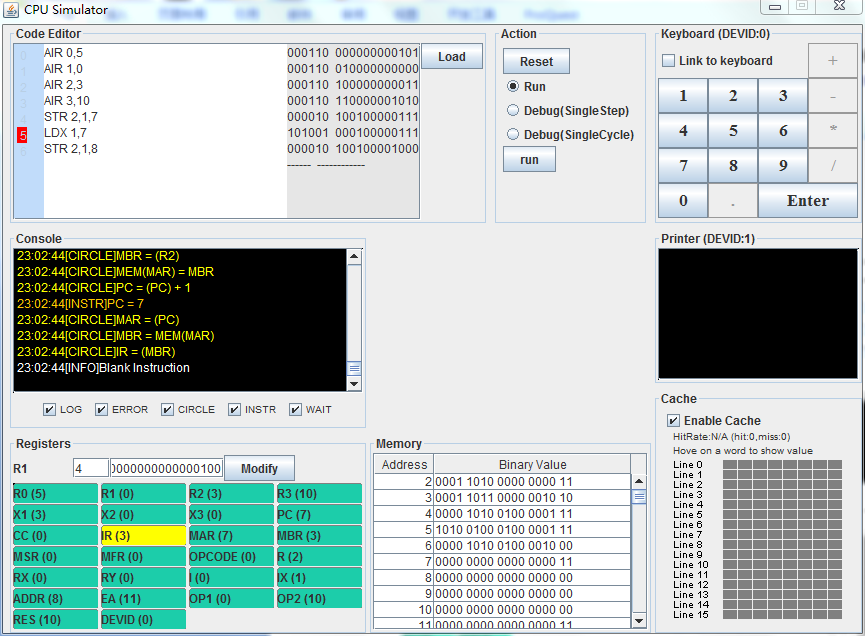 CPU Simulator
Code Editor
AIR 0,5 000110 000000000101
AIR 1,0 000110 010000000000
AIR 2,3 000110 100000000011
AIR 3,10 000110 110000001010
STR 2,1,7 000010 100100000111
5 LDX 1,7 101001 000100000111
STR 2,1,8 000010 100100001000
------ ------------
Load
Action
Reset
Run
Debug(SingleStep)
Debug(SingleCycle)
run
Keyboard (DEVID:0)
Link to keyboard +
1 2 3 -
4 5 6 *
7 8 9 /
0 . Enter
Console
23:02:44[CIRCLE]MBR = (R2)
23:02:44[CIRCLE]MEM(MAR) = MBR
23:02:44[CIRCLE]PC = (PC) + 1
23:02:44[INSTR]PC = 7
23:02:44[CIRCLE]MAR = (PC)
23:02:44[CIRCLE]MBR = MEM(MAR)
23:02:44[CIRCLE]IR = (MBR)
23:02:44[INFO]Blank Instruction
LOG ERROR CIRCLE INSTR WAIT
Printer (DEVID:1)
Registers
R1 4 0000000000000100 Modify
R0 (5) R1 (0) R2 (3) R3 (10)
X1 (3) X2 (0) X3 (0) PC (7)
CC (0) IR (3) MAR (7) MBR (3)
MSR (0) MFR (0) OPCODE (0) R (2)
RX (0) RY (0) I (0) IX (1)
ADDR (8) EA (11) OP1 (0) OP2 (10)
RES (10) DEVID (0)
Memory
Address Binary Value
2 0001 1010 0000 0000 11
3 0001 1011 0000 0010 10
4 0000 1010 0100 0001 11
5 1010 0100 0100 0001 11
6 0000 1010 0100 0010 00
7 0000 0000 0000 0000 11
8 0000 0000 0000 0000 00
9 0000 0000 0000 0000 00
10 0000 0000 0000 0000 00
11 0000 0000 0000 0000 11
Cache
Enable Cache
HitRate:N/A (hit:0,miss:0)
Hove on a word to show value
Line 0
Line 1
Line 2
Line 3
Line 4
Line 5
Line 6
Line 7
Line 8
Line 9
Line 10
Line 11
Line 12
Line 13
Line 14
Line 15